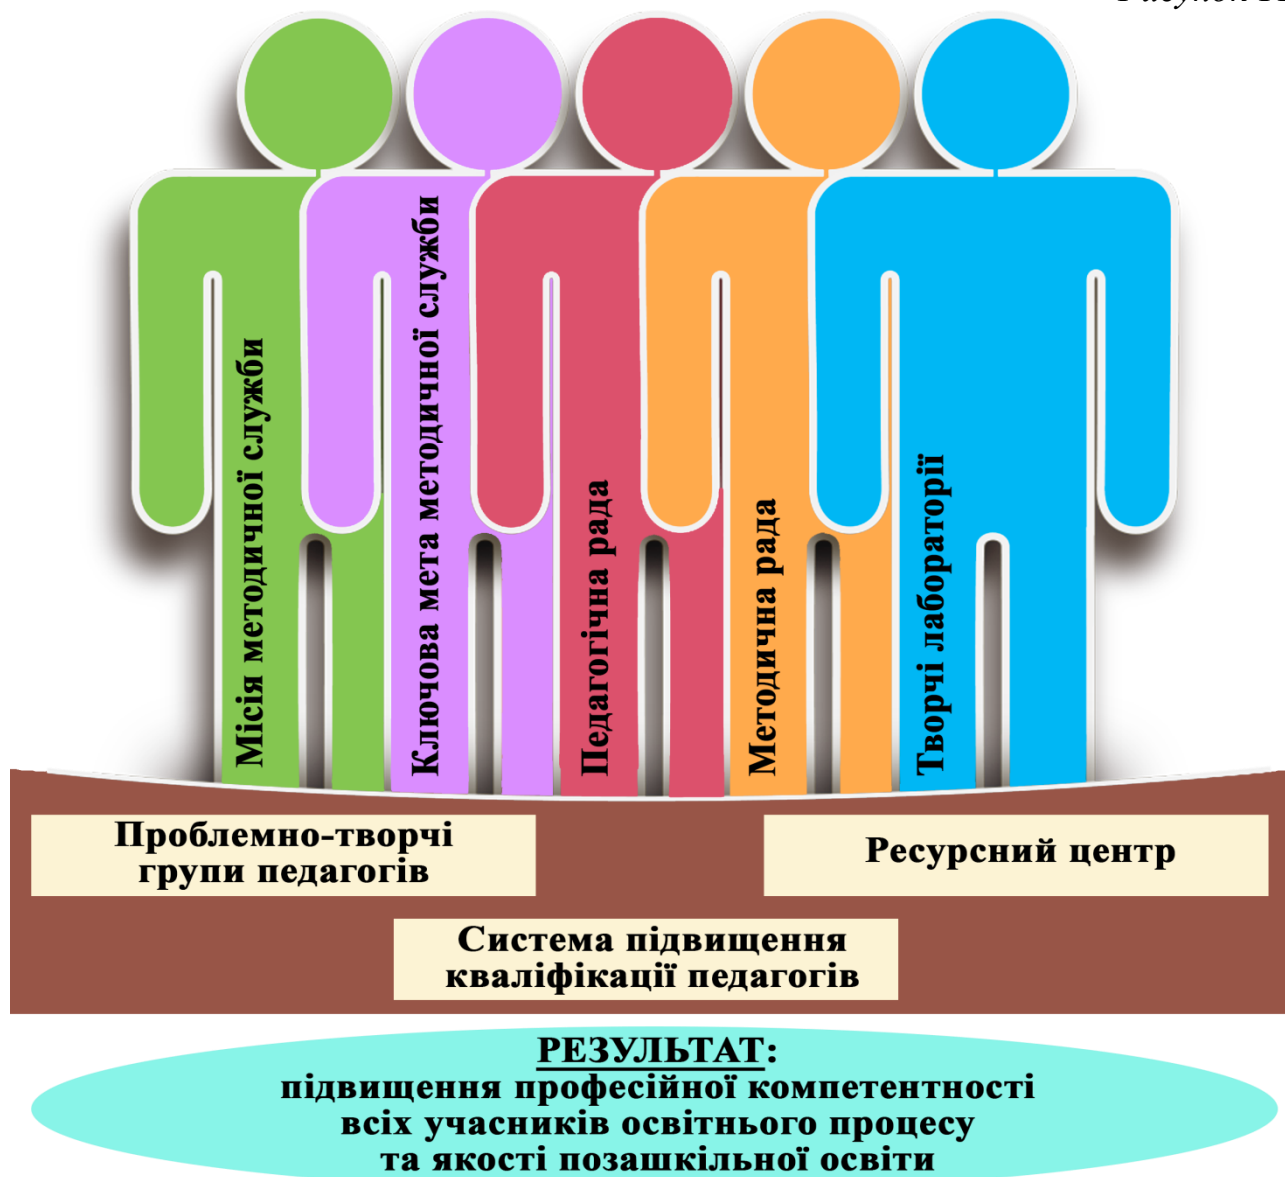 Рисунок
Місія методичної служби
Ключова мета методичної служби
Педагогічна рада
Методична рада
Творчі лабораторії
Проблемно-творчі
групи педагогів
Ресурсний центр
Система підвищення
кваліфікації педагогів
РЕЗУЛЬТАТ:
підвищення професійної компетентності
всіх учасників освітнього процесу
та якості позашкільної освіти